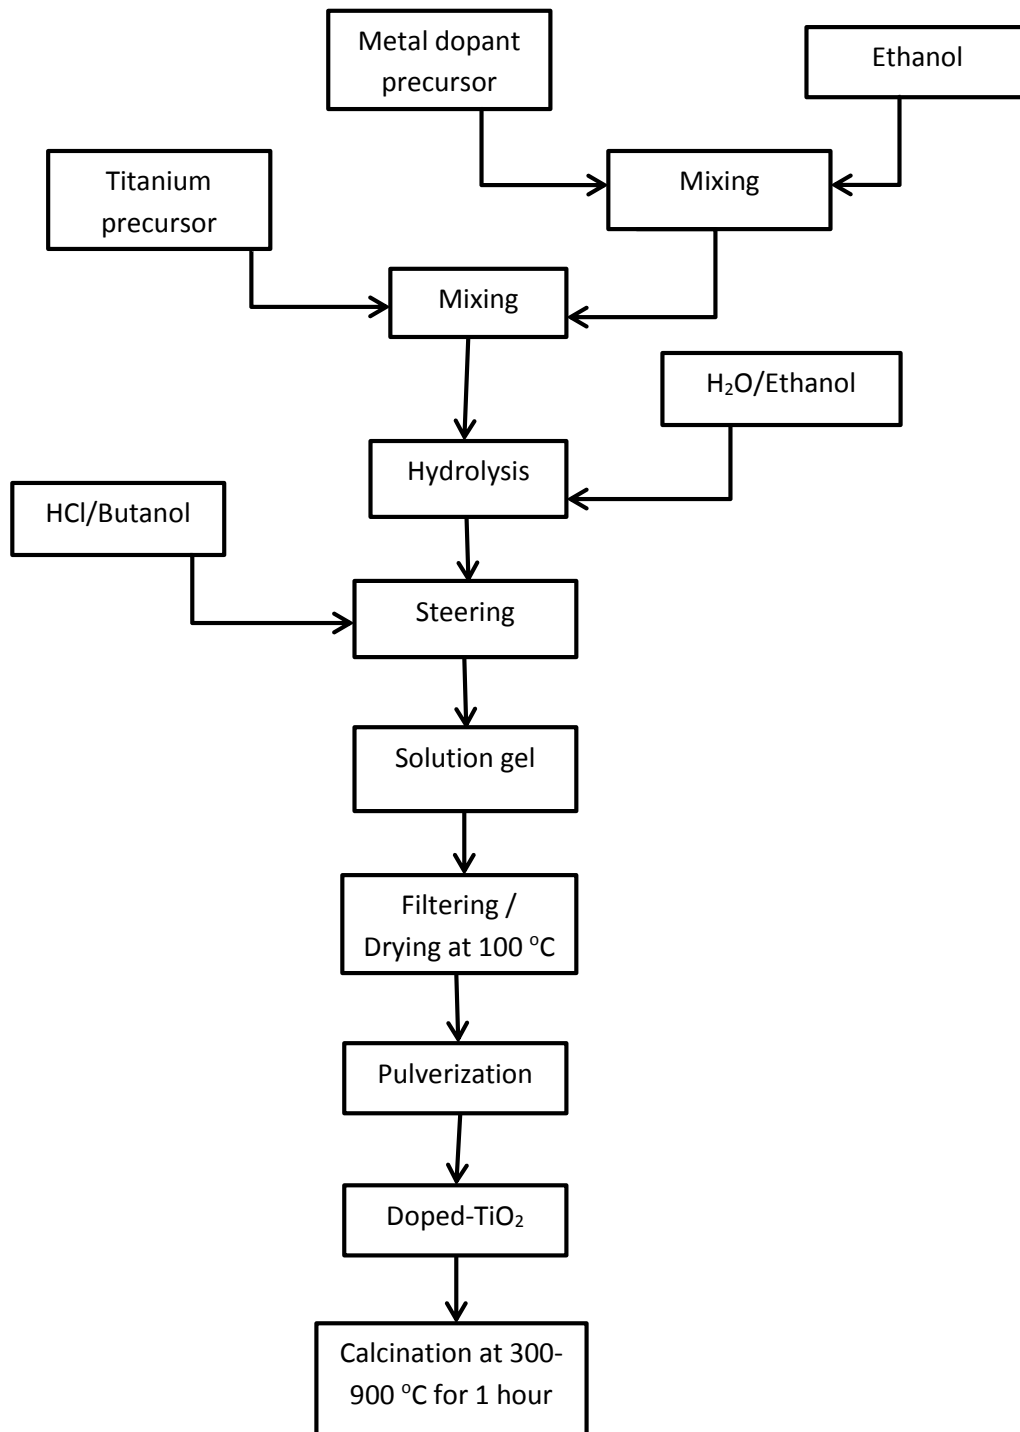 Metal dopant
precursor
Ethanol
Titanium
precursor
Mixing
Mixing
H₂O/Ethanol
Hydrolysis
HCl/Butanol
Steering
Solution gel
Filtering /
Drying at 100 °C
Pulverization
Doped-TiO₂
Calcination at 300-
900 °C for 1 hour